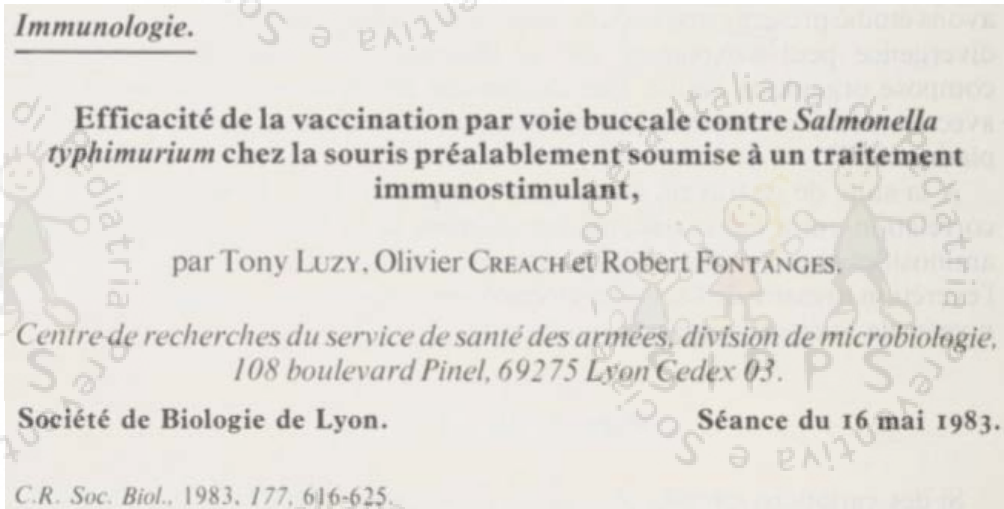 Immunologie.
Efficacité de la vaccination par voie buccale contre Salmonella
typhimurium chez la souris préalablement soumise à un traitement
immunostimulant,
par Tony LUZY, Olivier CREACH et Robert FONTANGES.
Centre de recherches du service de santé des armées, division de microbiologie,
108 boulevard Pinel, 69275 Lyon Cedex 03.
Société de Biologie de Lyon. Séance du 16 mai 1983.
C.R. Soc. Biol., 1983, 177, 616-625.
S I P P S